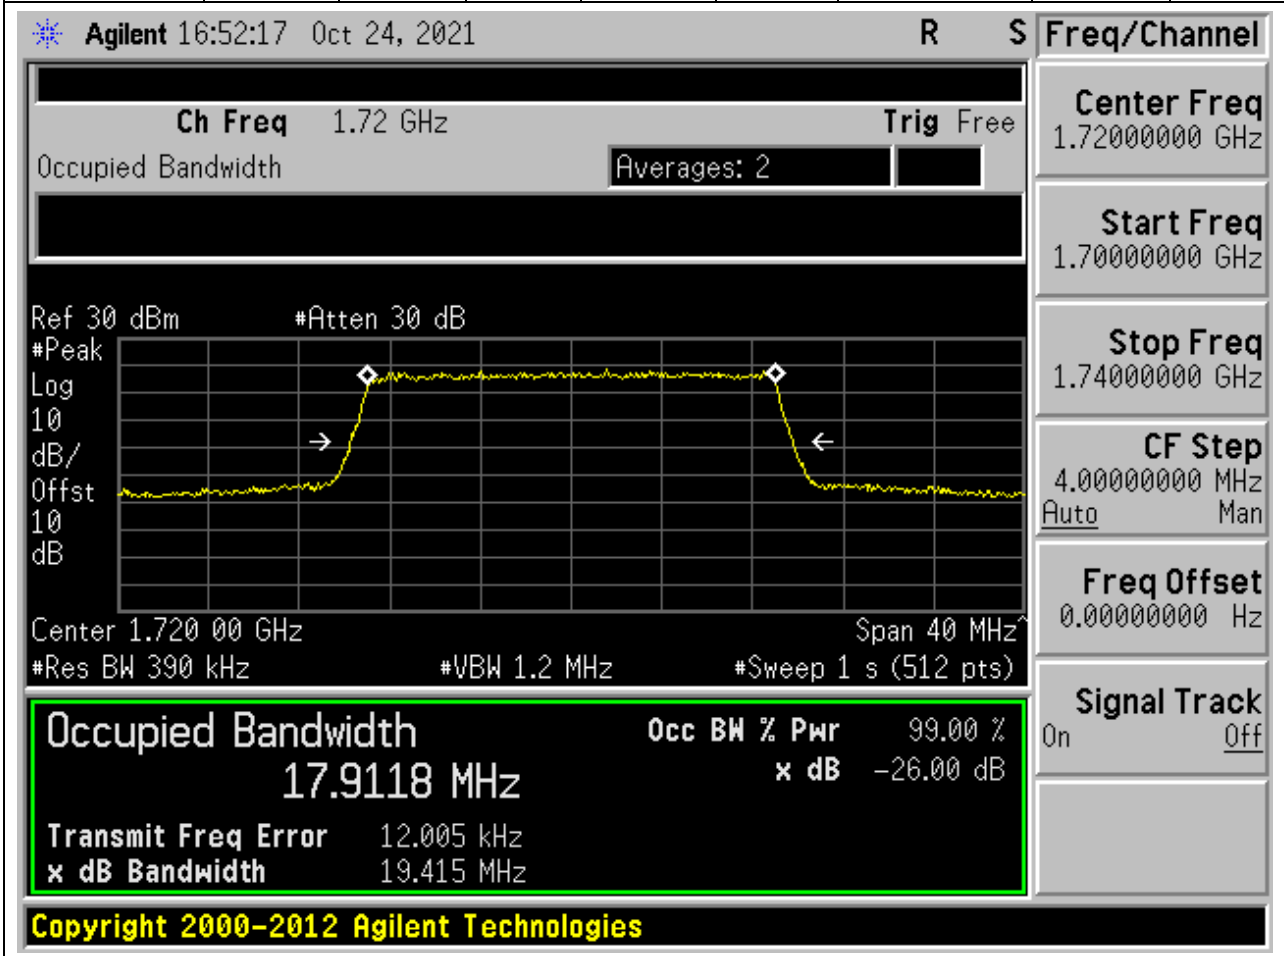 Agilent 16:52:17 Oct 24, 2021 R S
Freq/Channel
Ch Freq 1.72 GHz Trig Free
Occupied Bandwidth Averages: 2
Ref 30 dBm #Atten 30 dB
#Peak
Log
10
dB/
Offst
10
dB
Center 1.720 00 GHz Span 40 MHz^
#Res BW 390 kHz #VBW 1.2 MHz #Sweep 1 s (512 pts)
Occupied Bandwidth Occ BW % Pwr 99.00 %
17.9118 MHz x dB -26.00 dB
Transmit Freq Error 12.005 kHz
x dB Bandwidth 19.415 MHz
Center Freq
1.72000000 GHz
Start Freq
1.70000000 GHz
Stop Freq
1.74000000 GHz
CF Step
4.00000000 MHz
Auto Man
Freq Offset
0.00000000 Hz
Signal Track
On Off
Copyright 2000-2012 Agilent Technologies